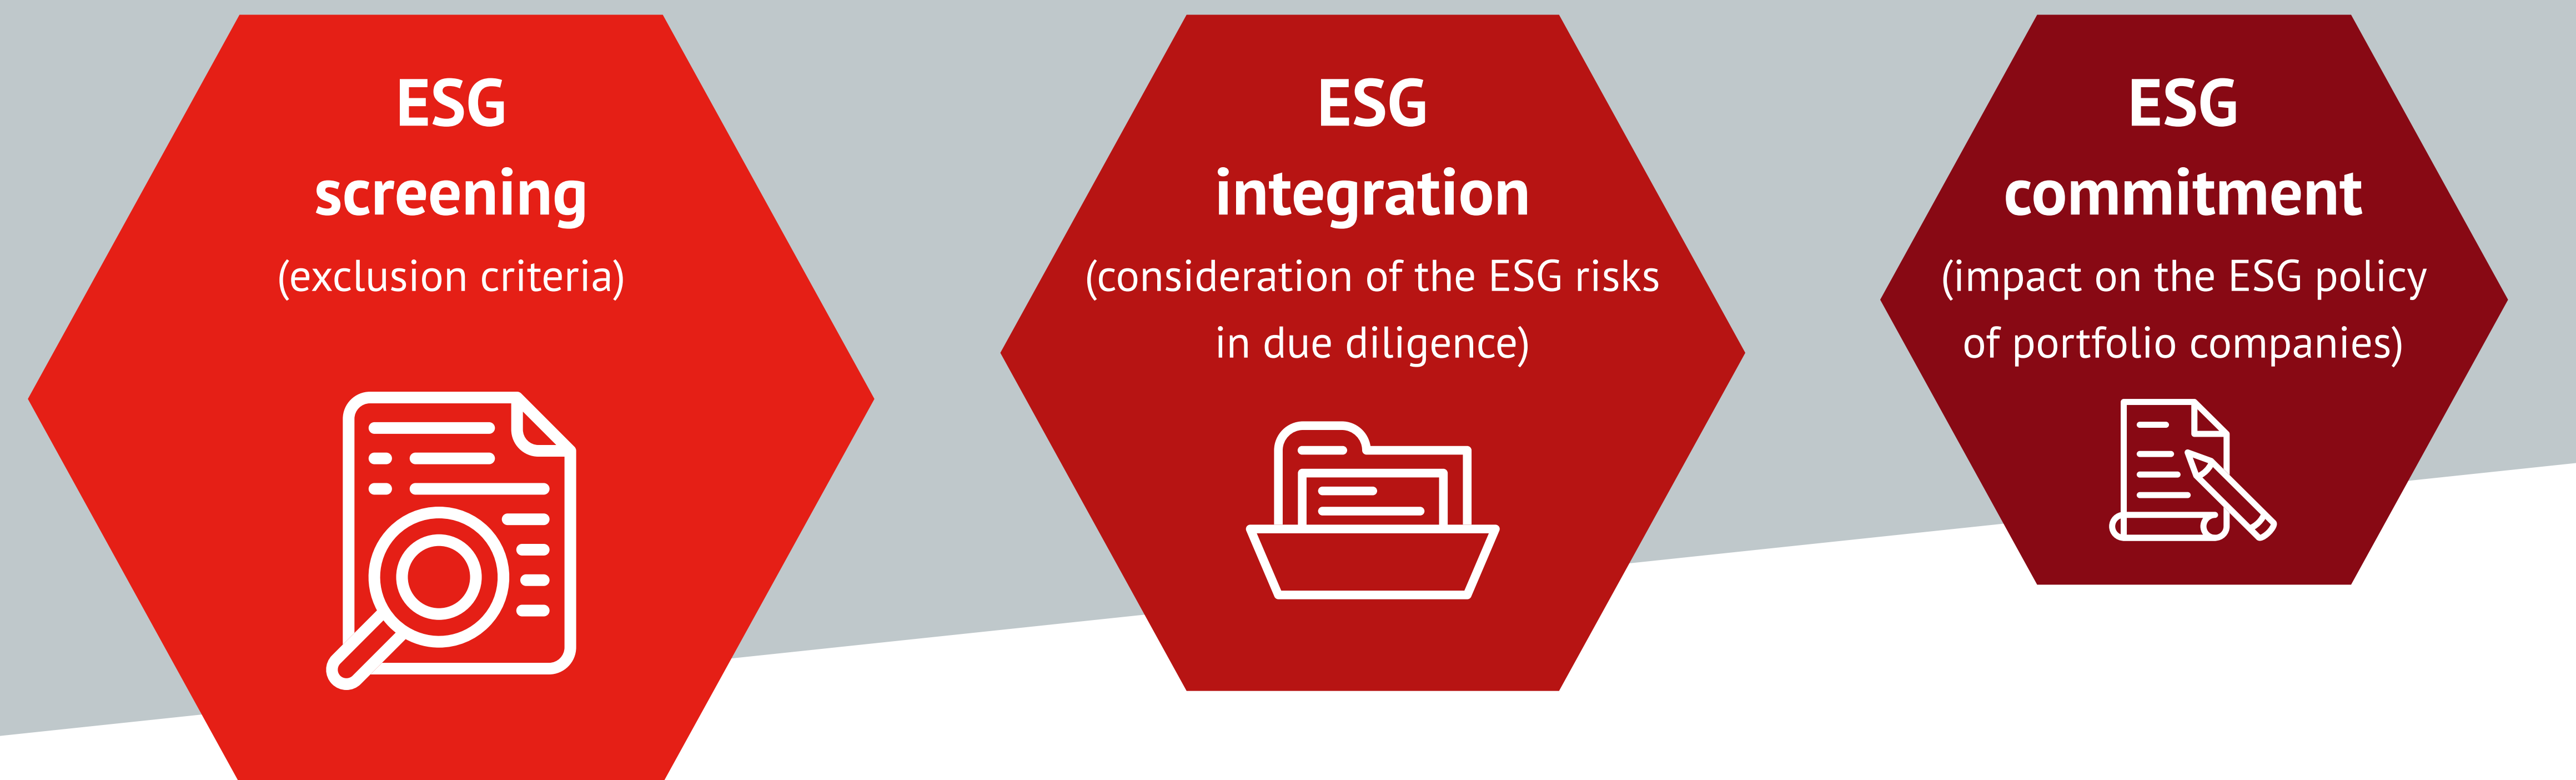 ESG
screening
(exclusion criteria)
ESG
integration
(consideration of the ESG risks
in due diligence)
ESG
commitment
(impact on the ESG policy
of portfolio companies)